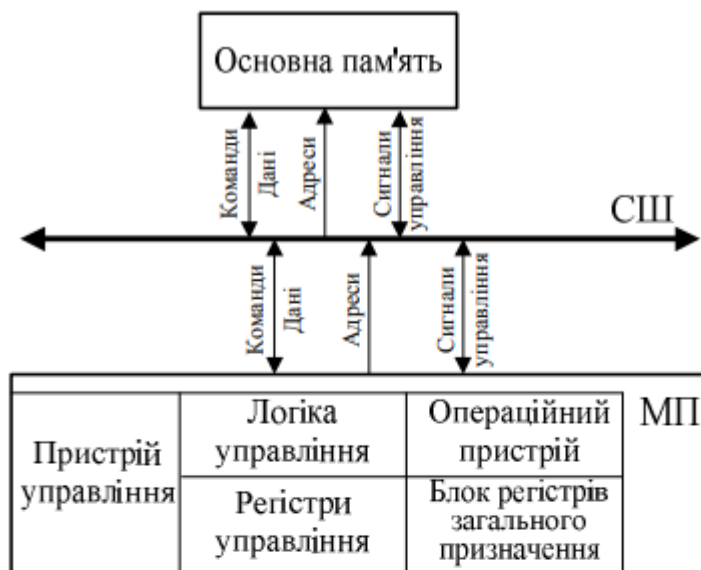 Основна пам'ять
Команди
Дані
Адреси
Сигнали
управління
СШ
Команди
Дані
Адреси
Сигнали
управління
МП
Пристрій
управління
Логіка
управління
Операційний
пристрій
Регістри
управління
Блок регістрів
загального
призначення